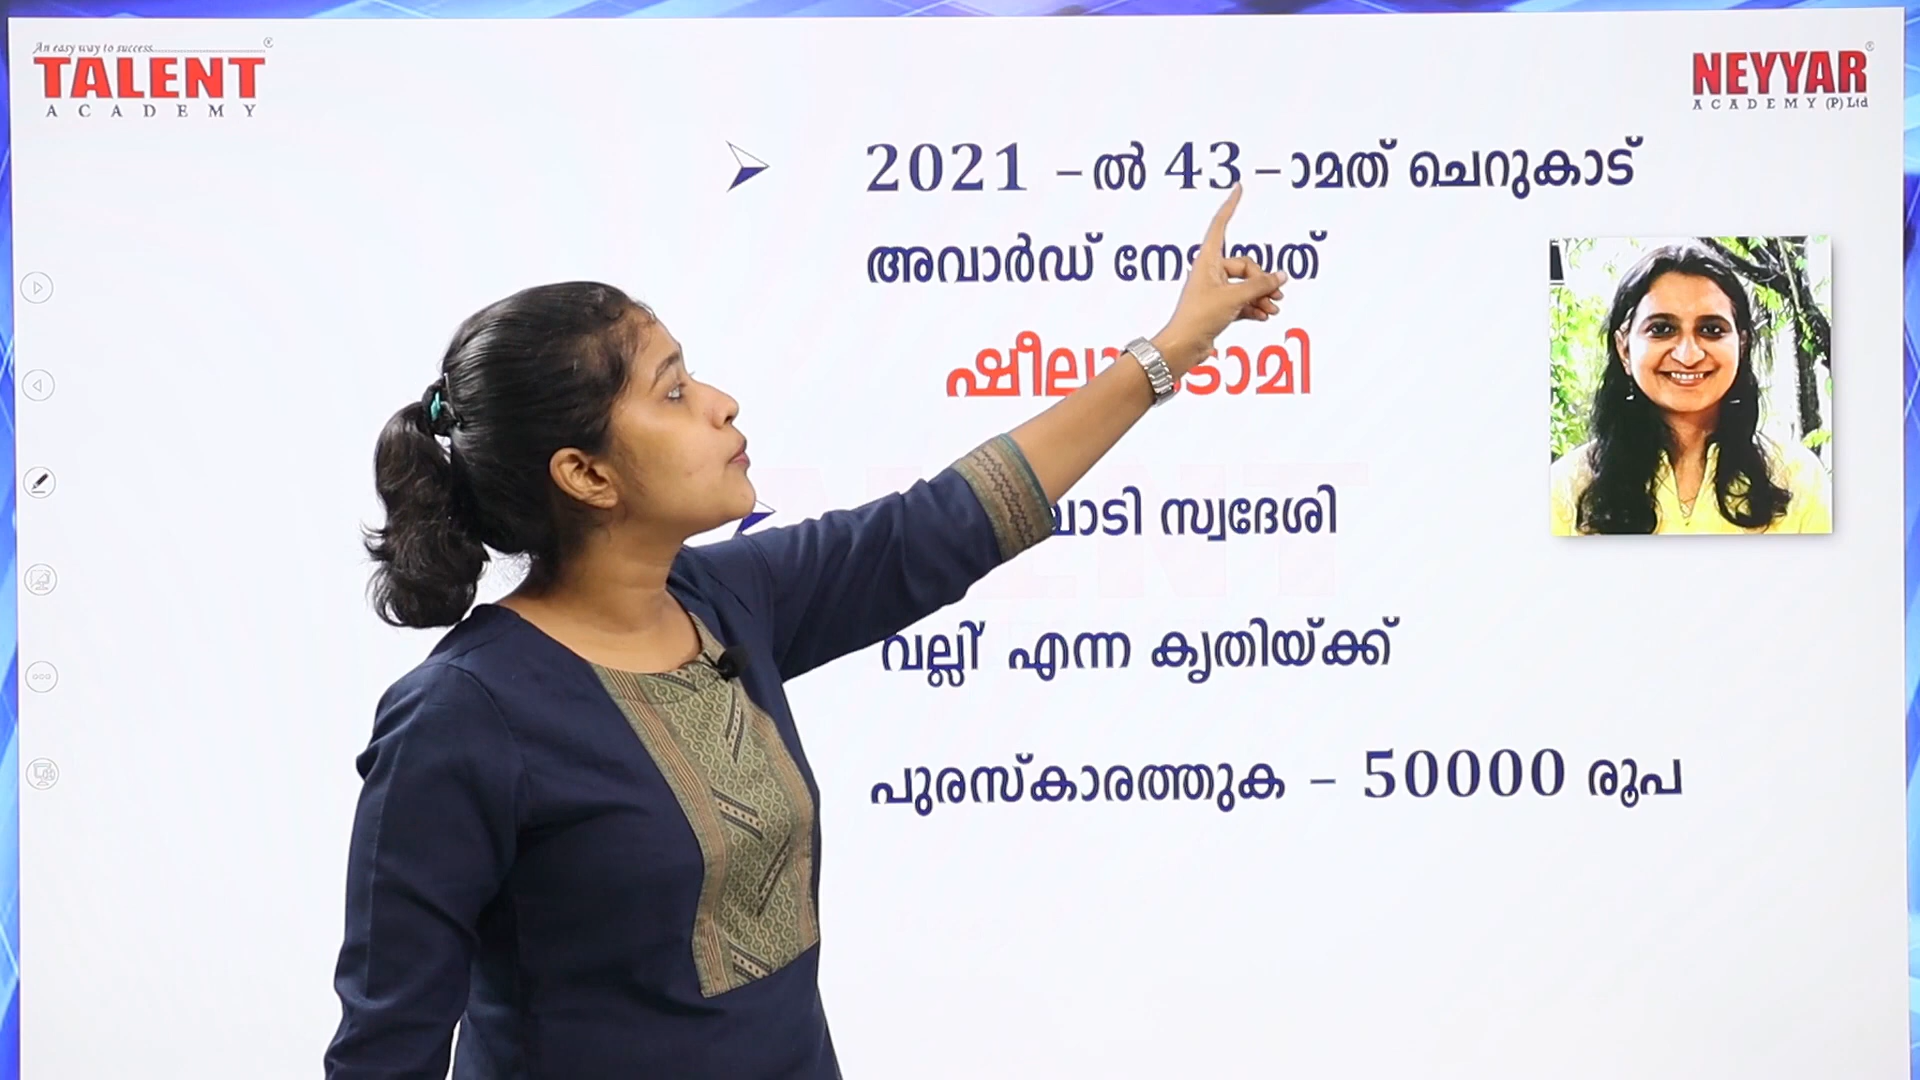 An easy way to success
TALENT
ACADEMY
NEYYAR
ACADEMY (P) Ltd
2021 -ൽ 43-ാമത് ചെറുകാട്
അവാർഡ്
സ്വദേശി
വല്ലി' എന്ന കൃതിയ്ക്ക്
പുരസ്കാരത്തുക - 50000 രൂപ